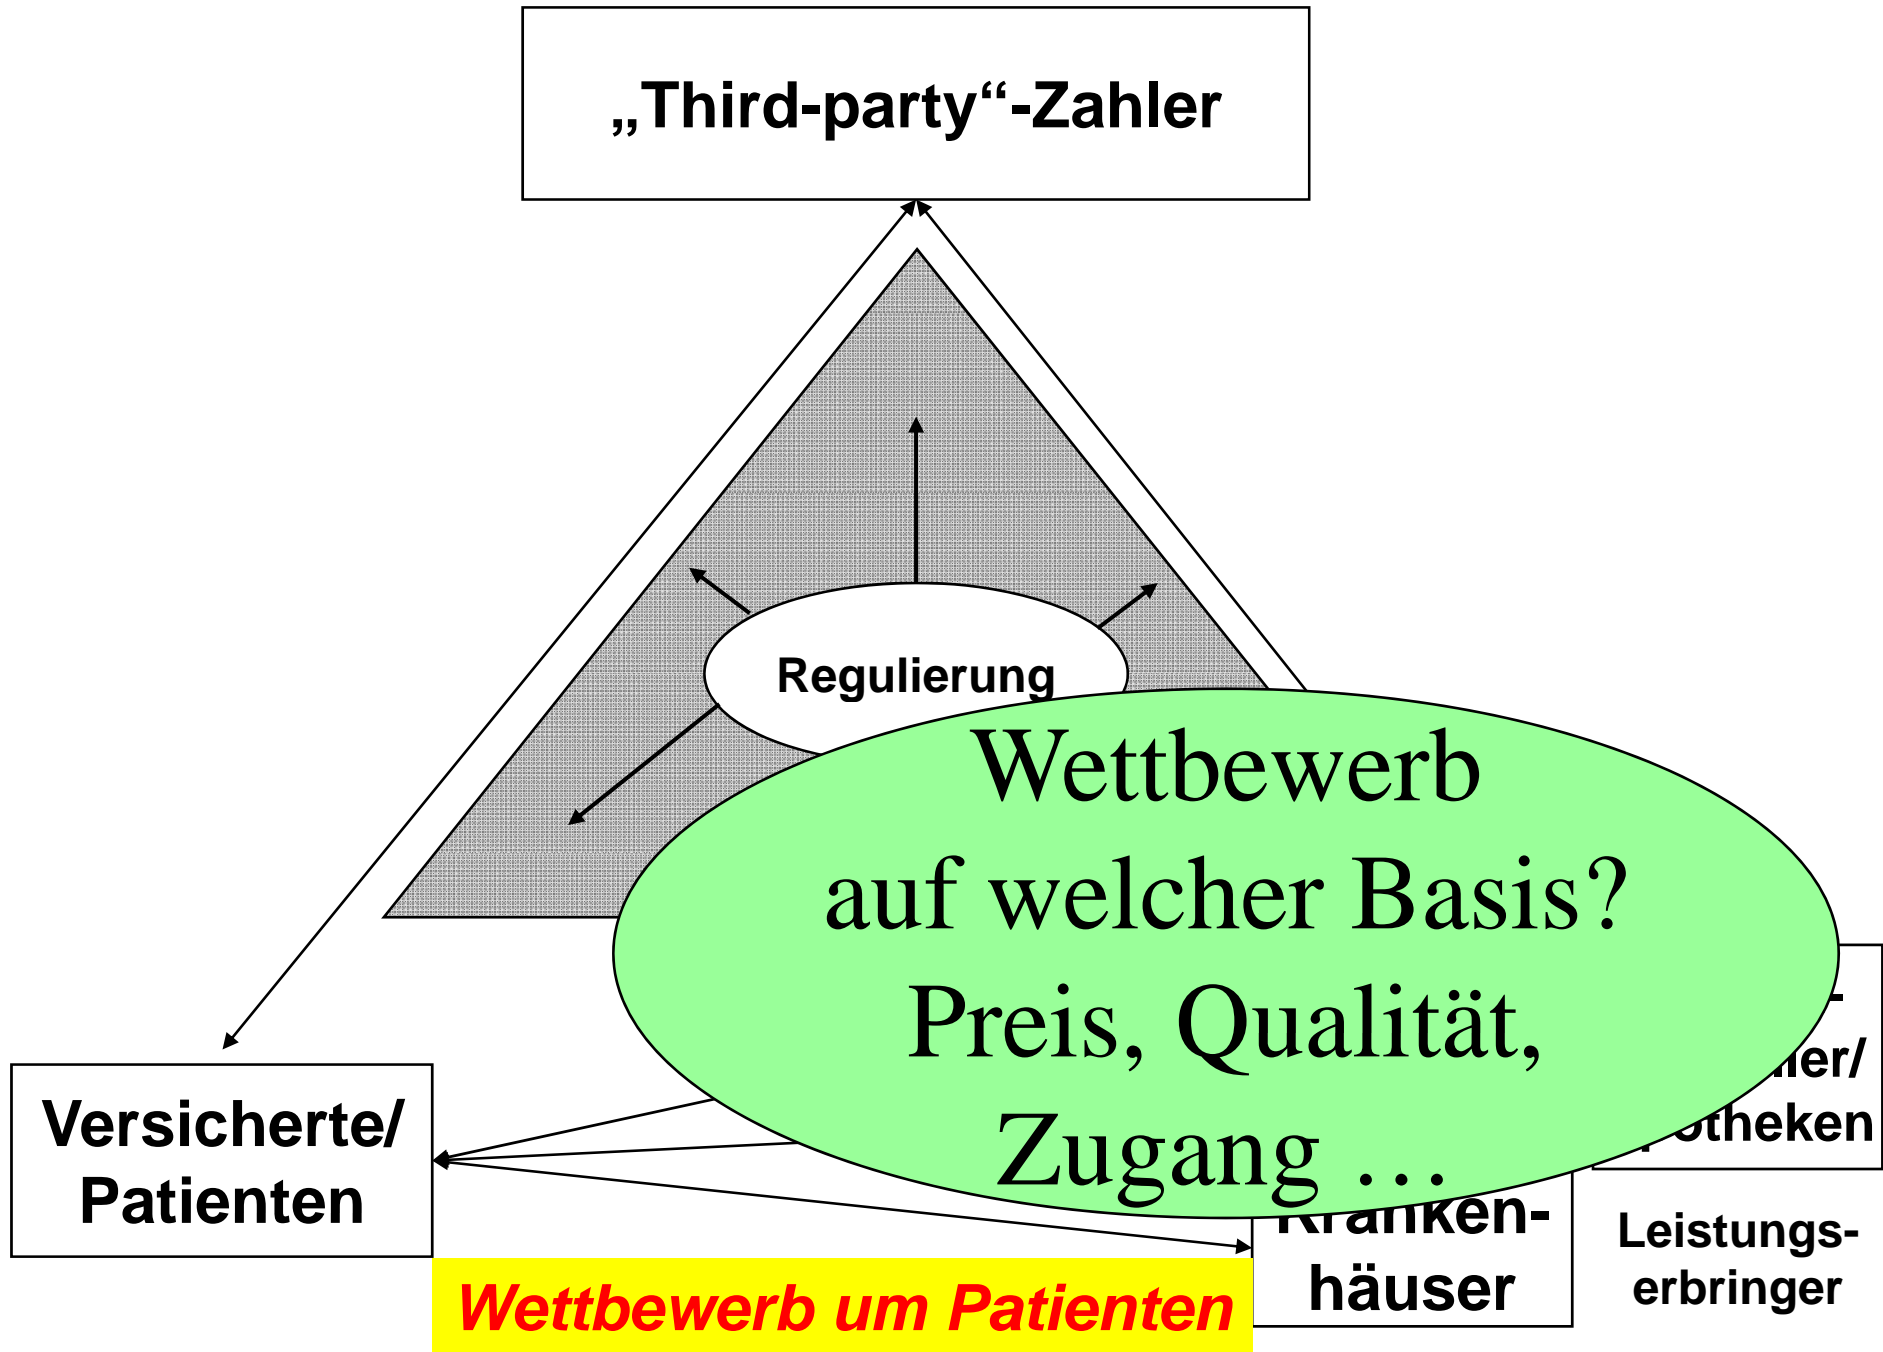 „Third-party“-Zahler
Regulierung
Wettbewerb
auf welcher Basis?
Preis, Qualität,
Zugang …
Versicherte/
Patienten
Kranken-
häuser
Leistungs-
erbringer
Wettbewerb um Patienten